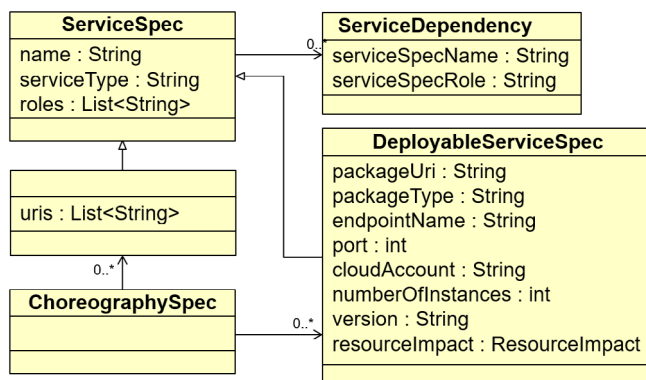 ServiceSpec
name : String
serviceType : String
roles : List<String>
0..*
ServiceDependency
serviceSpecName : String
serviceSpecRole : String
uris : List<String>
0..*
ChoreographySpec
0..*
DeployableServiceSpec
packageUri : String
packageType : String
endpointName : String
port : int
cloudAccount : String
numberOfInstances : int
version : String
resourceImpact : ResourceImpact